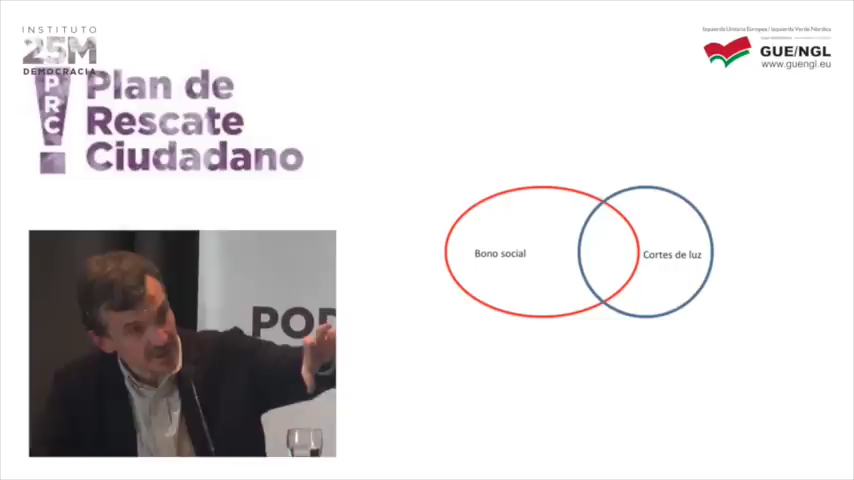 INSTITUTO
25M
DEMOCRACIA
PRC
Plan de
Rescate
Ciudadano
Izquierda Unitaria Europea / Izquierda Verde Nórdica
GUE/NGL
www.guengl.eu
Bono social
Cortes de luz
POD